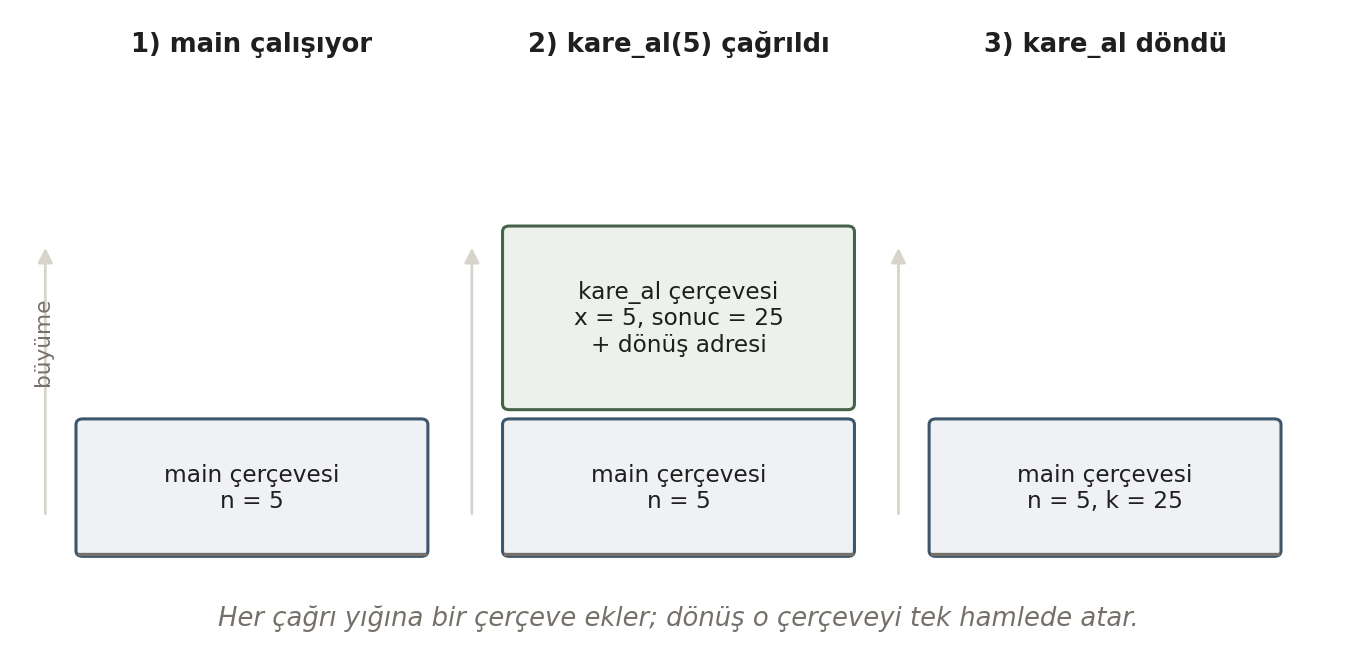 1) main çalışıyor
2) kare_al(5) çağrıldı
3) kare_al döndü
büyüme
main çerçevesi
n = 5
kare_al çerçevesi
x = 5, sonuc = 25
+ dönüş adresi
main çerçevesi
n = 5
main çerçevesi
n = 5, k = 25
Her çağrı yığına bir çerçeve ekler; dönüş o çerçeveyi tek hamlede atar.